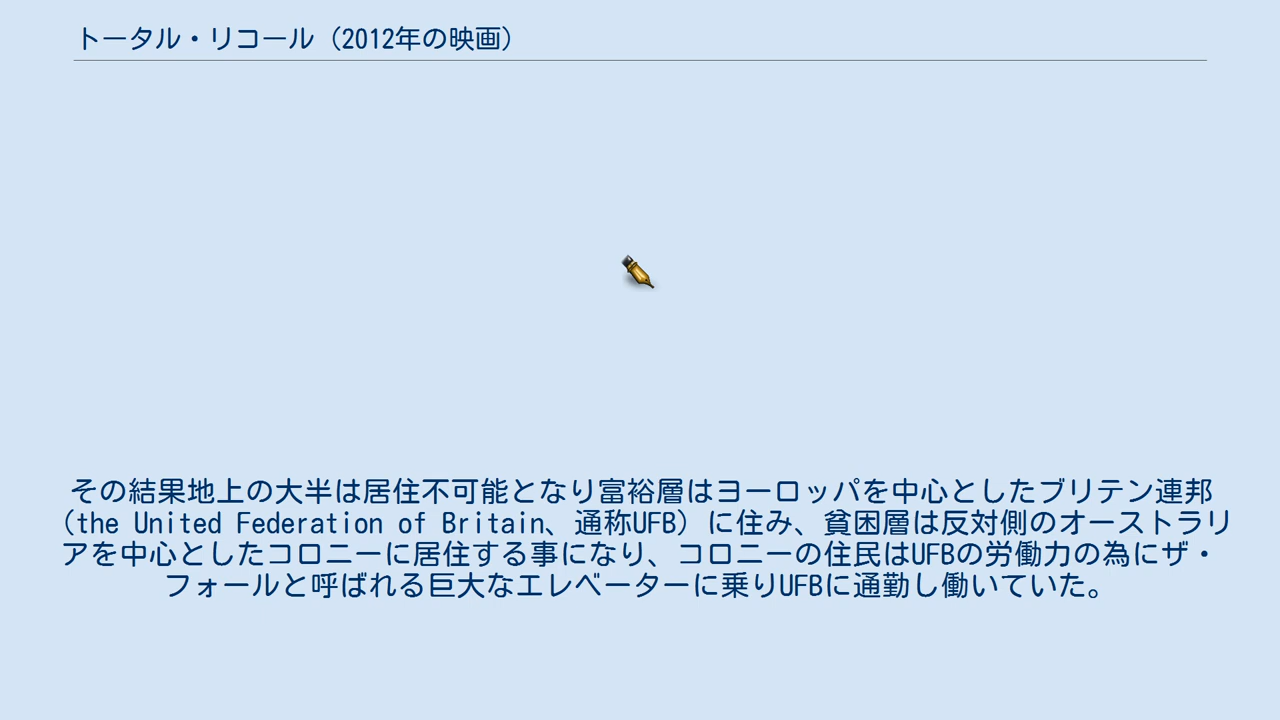 トータル・リコール（2012年の映画）
その結果地上の大半は居住不可能となり富裕層はヨーロッパを中心としたブリテン連邦
（the United Federation of Britain、通称UFB）に住み、貧困層は反対側のオーストラリ
アを中心としたコロニーに居住する事になり、コロニーの住民はUFBの労働力の為にザ・
フォールと呼ばれる巨大なエレベーターに乗りUFBに通勤し働いていた。